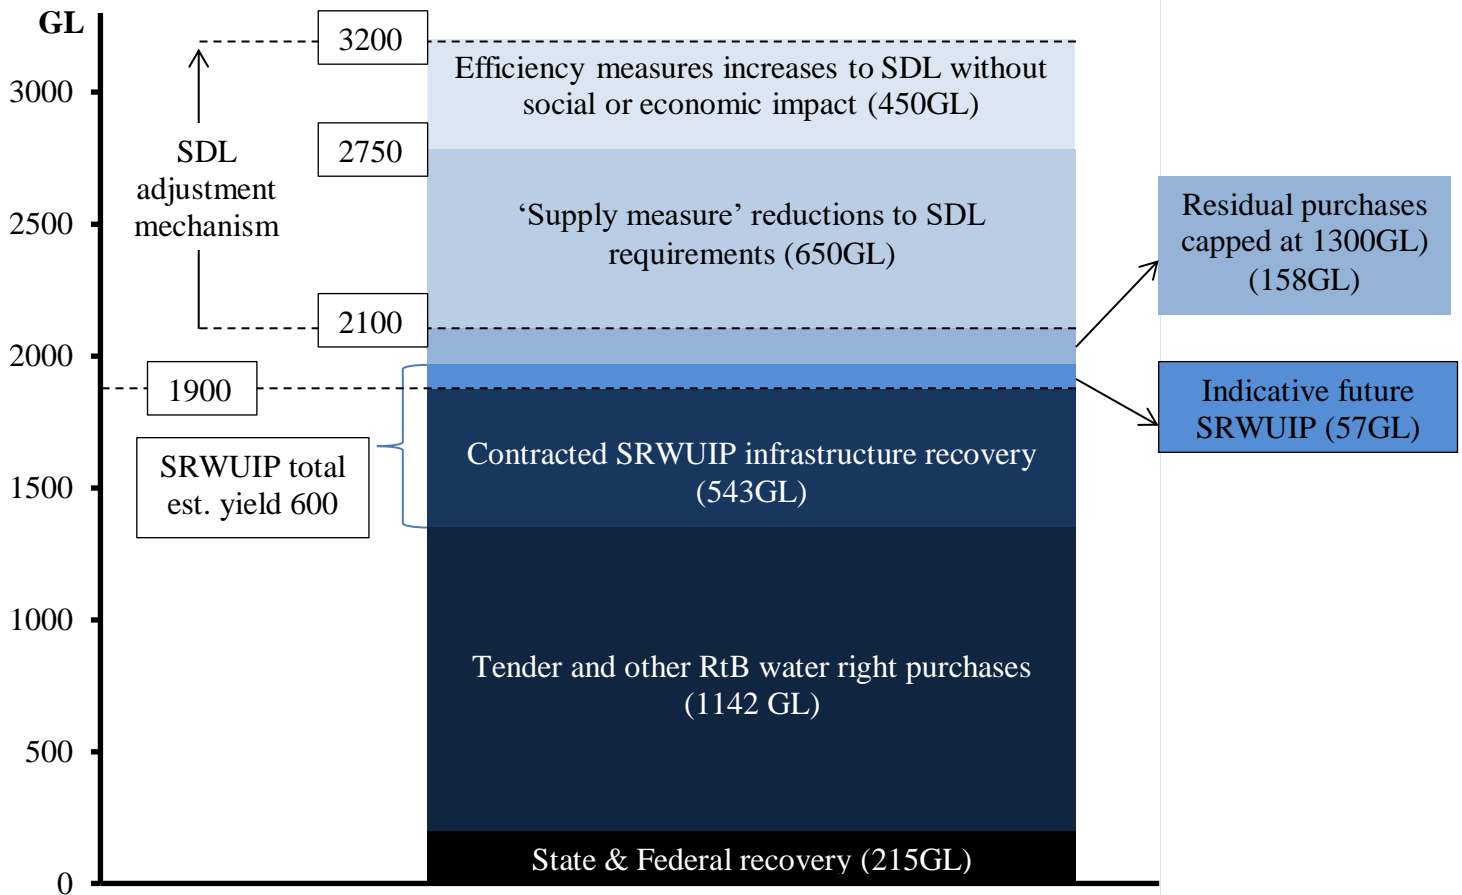 GL
3000
2500
2000
1500
1000
500
0
3200
2750
2100
1900
SDL
adjustment
mechanism
SRWUIP total
est. yield 600
Efficiency measures increases to SDL without
social or economic impact (450GL)
‘Supply measure’ reductions to SDL
requirements (650GL)
Contracted SRWUIP infrastructure recovery
(543GL)
Tender and other RtB water right purchases
(1142 GL)
State & Federal recovery (215GL)
Residual purchases
capped at 1300GL)
(158GL)
Indicative future
SRWUIP (57GL)